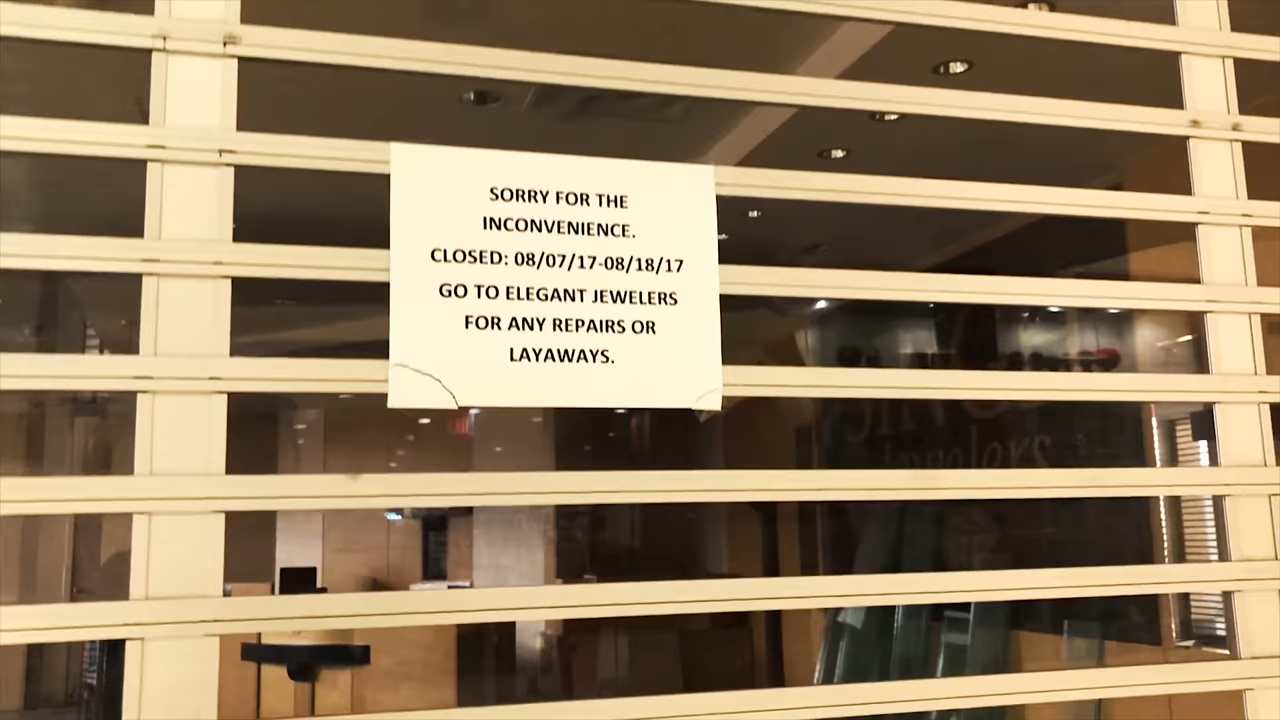 SORRY FOR THE
INCONVENIENCE.
CLOSED: 08/07/17-08/18/17
GO TO ELEGANT JEWELERS
FOR ANY REPAIRS OR
LAYAWAYS.